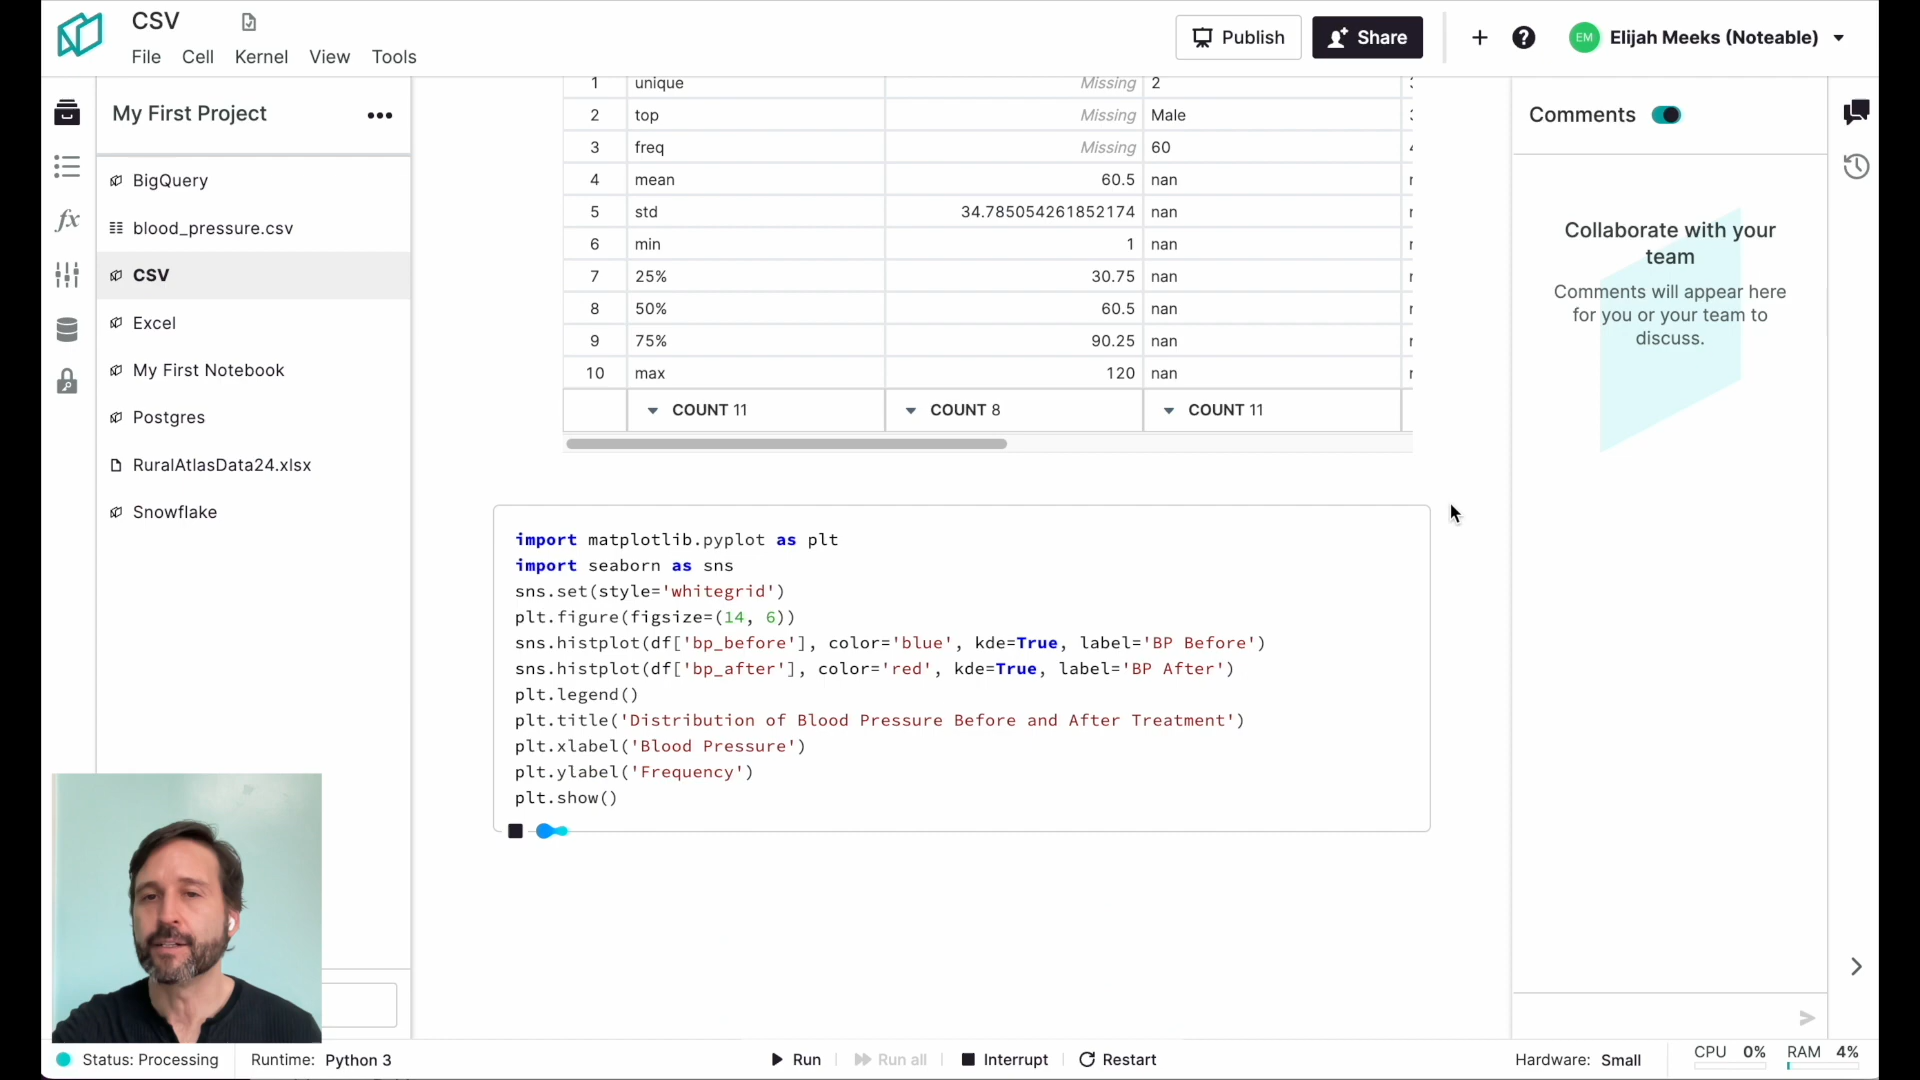 CSV
File Cell Kernel View Tools
Publish
Share
EM
Elijah Meeks (Noteable)
My First Project
BigQuery
blood_pressure.csv
CSV
Excel
My First Notebook
Postgres
RuralAtlasData24.xlsx
Snowflake
1 unique Missing 2
2 top Missing Male
3 freq Missing 60
4 mean 60.5 nan
5 std 34.785054261852174 nan
6 min 1 nan
7 25% 30.75 nan
8 50% 60.5 nan
9 75% 90.25 nan
10 max 120 nan
COUNT 11 COUNT 8 COUNT 11
import matplotlib.pyplot as plt
import seaborn as sns
sns.set(style='whitegrid')
plt.figure(figsize=(14, 6))
sns.histplot(df['bp_before'], color='blue', kde=True, label='BP Before')
sns.histplot(df['bp_after'], color='red', kde=True, label='BP After')
plt.legend()
plt.title('Distribution of Blood Pressure Before and After Treatment')
plt.xlabel('Blood Pressure')
plt.ylabel('Frequency')
plt.show()
Comments
Collaborate with your
team
Comments will appear here
for you or your team to
discuss.
Status: Processing
Runtime: Python 3
Run
Run all
Interrupt
Restart
Hardware: Small
CPU 0%
RAM 4%